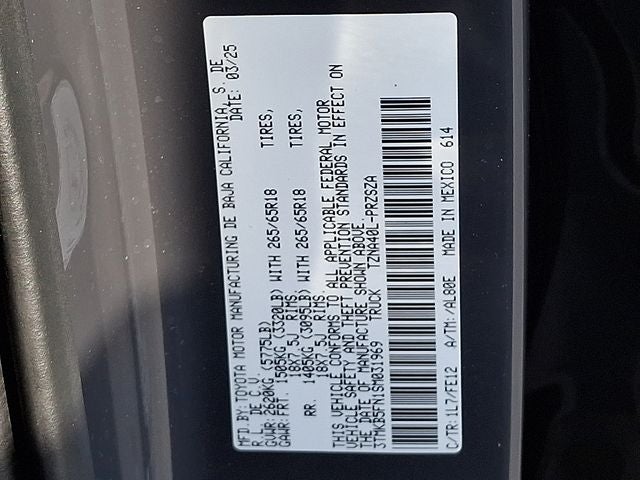 MFD.BY:TOYOTA MOTOR MANUFACTURING DE BAJA CALIFORNIA, S. DE
R.L. DE C.V. DATE: 03/25
GVWR:2620KG(5775LB)
GAWR:FRT. 1505KG (3320LB) WITH 265/65R18 TIRES,
18X7.5J RIMS
RR. 1405KG (3095LB) WITH 265/65R18 TIRES,
18X7.5J RIMS
THIS VEHICLE CONFORMS TO ALL APPLICABLE FEDERAL MOTOR
VEHICLE SAFETY AND THEFT PREVENTION STANDARDS IN EFFECT ON
THE DATE OF MANUFACTURE SHOWN ABOVE.
3TMKB5FN1SM031969 TRUCK TZNA40L-PRZSZA
C/TR: 1L7/FE12 A/TM: /AL80E MADE IN MEXICO 614